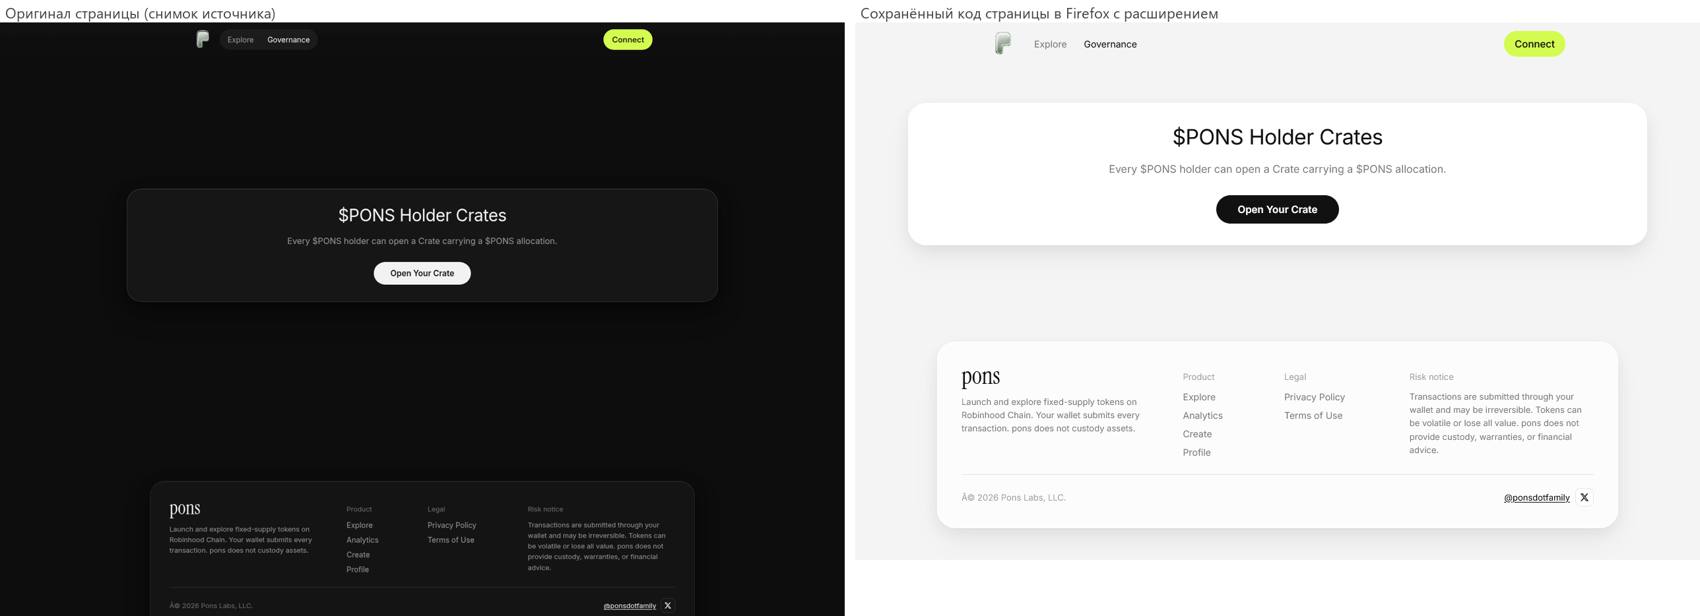 Оригинал страницы (снимок источника)
Explore
Governance
Connect
$PONS Holder Crates
Every $PONS holder can open a Crate carrying a $PONS allocation.
Open Your Crate
pons
Launch and explore fixed-supply tokens on
Robinhood Chain. Your wallet submits every
transaction. pons does not custody assets.
Product
Explore
Analytics
Create
Profile
Legal
Privacy Policy
Terms of Use
Risk notice
Transactions are submitted through your
wallet and may be irreversible. Tokens can
be volatile or lose all value. pons does not
provide custody, warranties, or financial
advice.
Â© 2026 Pons Labs, LLC.
@ponsdotfamily
Сохранённый код страницы в Firefox с расширением
Explore
Governance
Connect
$PONS Holder Crates
Every $PONS holder can open a Crate carrying a $PONS allocation.
Open Your Crate
pons
Launch and explore fixed-supply tokens on
Robinhood Chain. Your wallet submits every
transaction. pons does not custody assets.
Product
Explore
Analytics
Create
Profile
Legal
Privacy Policy
Terms of Use
Risk notice
Transactions are submitted through your
wallet and may be irreversible. Tokens can
be volatile or lose all value. pons does not
provide custody, warranties, or financial
advice.
Â© 2026 Pons Labs, LLC.
@ponsdotfamily